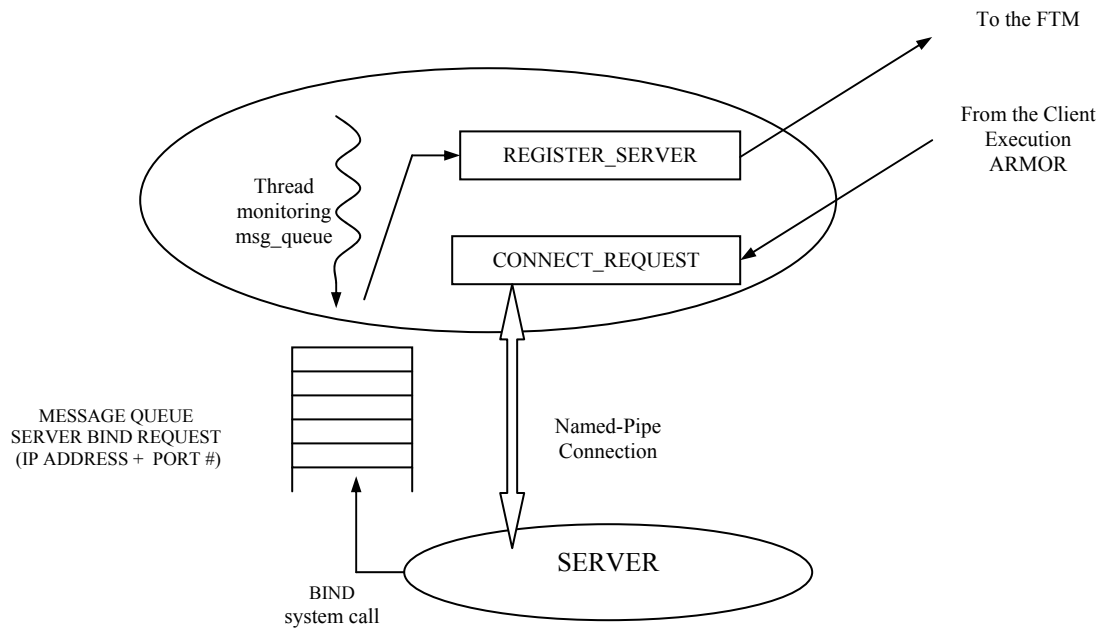 To the FTM
From the Client
Execution
ARMOR
REGISTER_SERVER
Thread
monitoring
msg_queue
CONNECT_REQUEST
MESSAGE QUEUE
SERVER BIND REQUEST
(IP ADDRESS + PORT #)
Named-Pipe
Connection
SERVER
BIND
system call